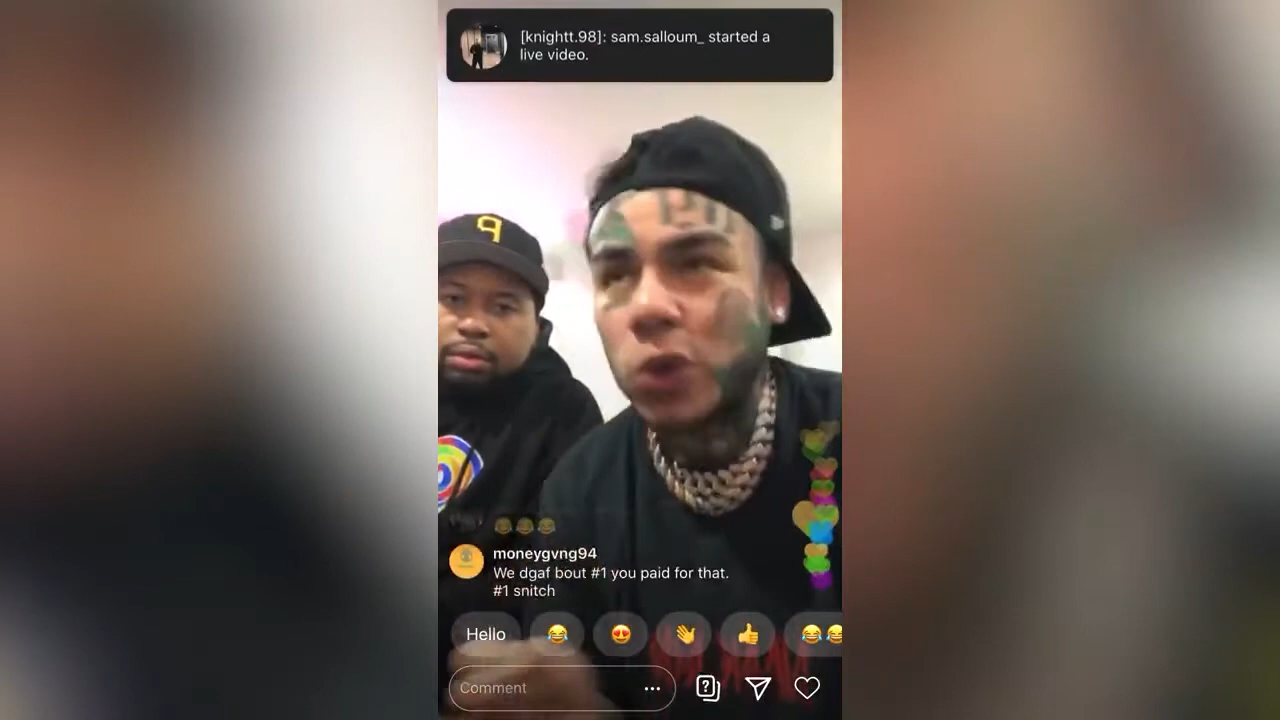 [knightt.98]: sam.salloum_ started a
live video.
moneygvng94
We dgaf bout #1 you paid for that.
#1 snitch
Hello
Comment